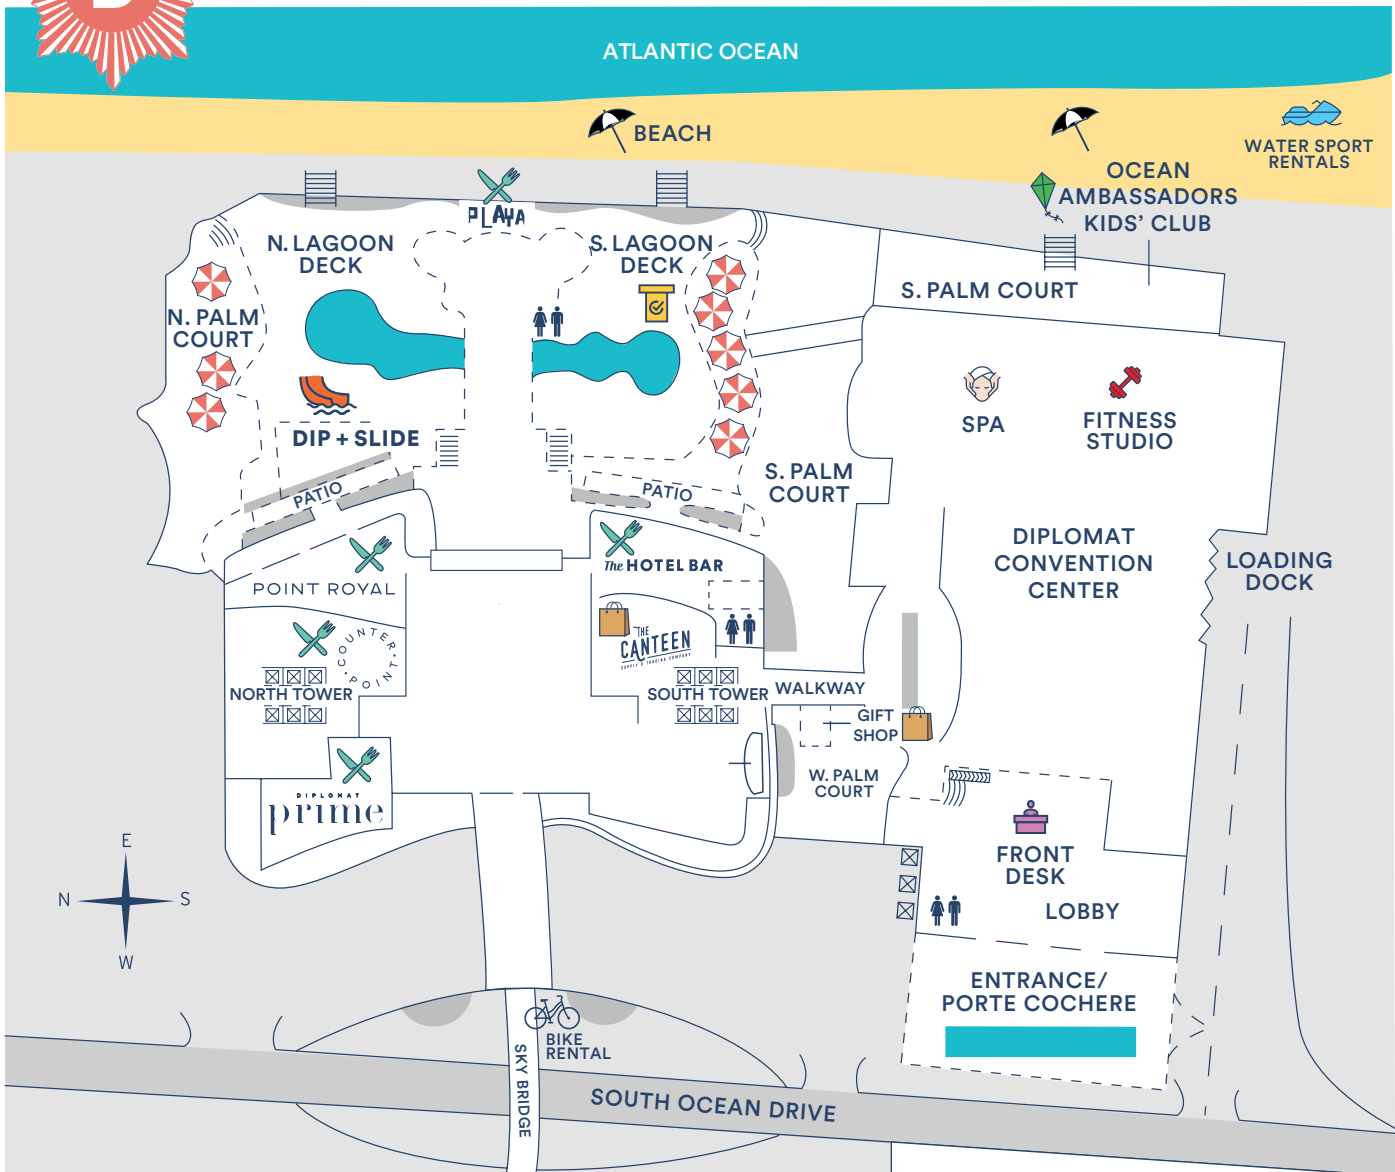 ATLANTIC OCEAN
BEACH
WATER SPORT
RENTALS
OCEAN
AMBASSADORS
KIDS' CLUB
PLAYA
N. LAGOON
DECK
S. LAGOON
DECK
S. PALM COURT
N. PALM
COURT
SPA
FITNESS
STUDIO
DIP + SLIDE
S. PALM
COURT
PATIO
PATIO
DIPLOMAT
CONVENTION
CENTER
LOADING
DOCK
The HOTEL BAR
POINT ROYAL
COUNTER
POINT
THE
CANTEEN
SUPPLY & TRADING COMPANY
NORTH TOWER
SOUTH TOWER
WALKWAY
GIFT
SHOP
W. PALM
COURT
DIPLOMAT
prime
FRONT
DESK
LOBBY
E
N
S
W
ENTRANCE/
PORTE COCHERE
BIKE
RENTAL
SKY BRIDGE
SOUTH OCEAN DRIVE